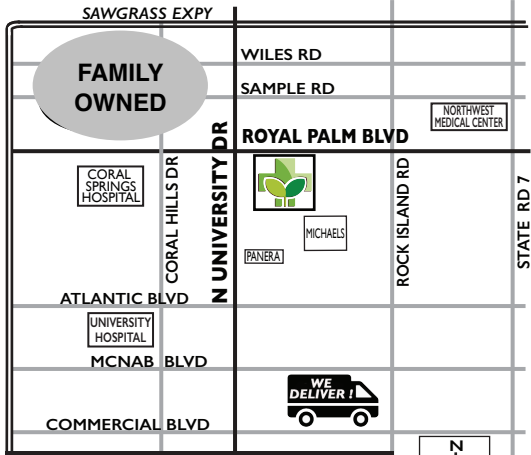 SAWGRASS EXPY
FAMILY
OWNED
WILES RD
SAMPLE RD
NORTHWEST
MEDICAL CENTER
ROYAL PALM BLVD
CORAL
SPRINGS
HOSPITAL
CORAL HILLS DR
N UNIVERSITY DR
MICHAELS
PANERA
ROCK ISLAND RD
STATE RD 7
ATLANTIC BLVD
UNIVERSITY
HOSPITAL
MCNAB BLVD
WE
DELIVER !
COMMERCIAL BLVD
N